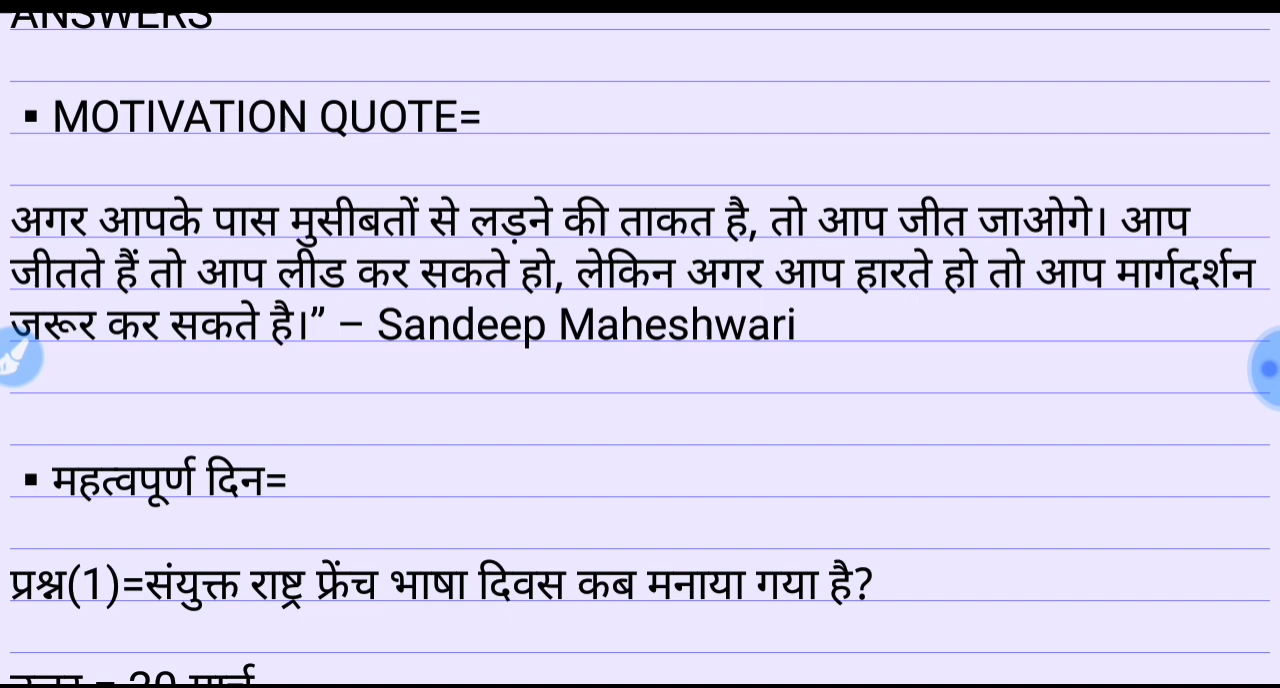 ANSWERS
▪ MOTIVATION QUOTE=
अगर आपके पास मुसीबतों से लड़ने की ताकत है, तो आप जीत जाओगे। आप
जीतते हैं तो आप लीड कर सकते हो, लेकिन अगर आप हारते हो तो आप मार्गदर्शन
जरूर कर सकते है।” – Sandeep Maheshwari
▪ महत्वपूर्ण दिन=
प्रश्न(1)=संयुक्त राष्ट्र फ्रेंच भाषा दिवस कब मनाया गया है?